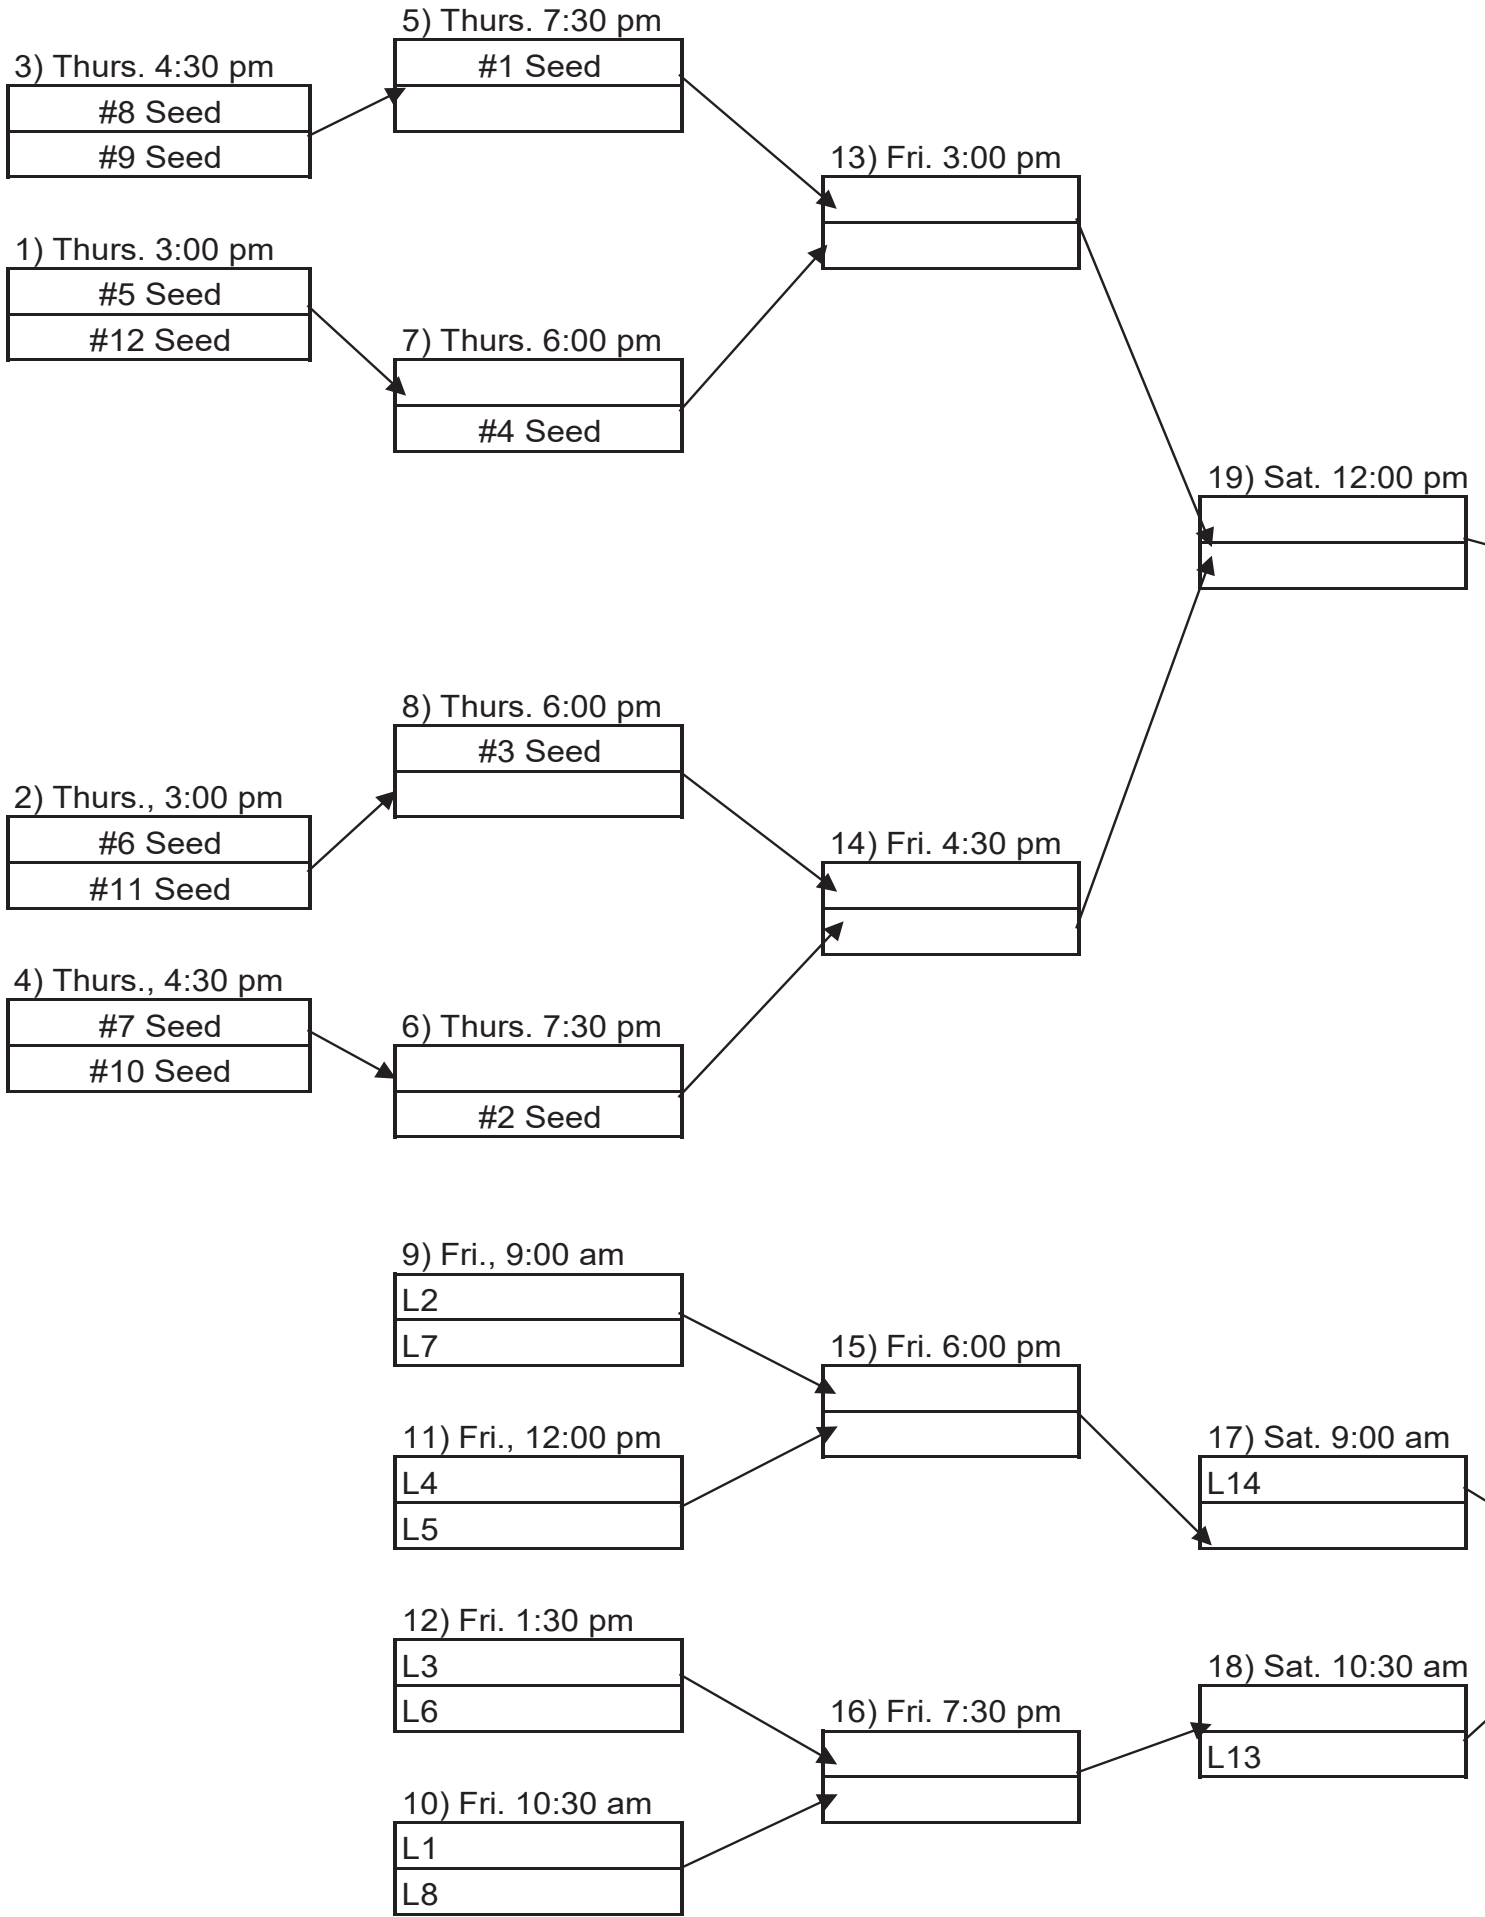 5) Thurs. 7:30 pm
#1 Seed
3) Thurs. 4:30 pm
#8 Seed
#9 Seed
13) Fri. 3:00 pm
1) Thurs. 3:00 pm
#5 Seed
#12 Seed
7) Thurs. 6:00 pm
#4 Seed
19) Sat. 12:00 pm
8) Thurs. 6:00 pm
#3 Seed
2) Thurs., 3:00 pm
#6 Seed
#11 Seed
14) Fri. 4:30 pm
4) Thurs., 4:30 pm
#7 Seed
#10 Seed
6) Thurs. 7:30 pm
#2 Seed
9) Fri., 9:00 am
L2
L7
15) Fri. 6:00 pm
11) Fri., 12:00 pm
L4
L5
17) Sat. 9:00 am
L14
12) Fri. 1:30 pm
L3
L6
16) Fri. 7:30 pm
18) Sat. 10:30 am
L13
10) Fri. 10:30 am
L1
L8